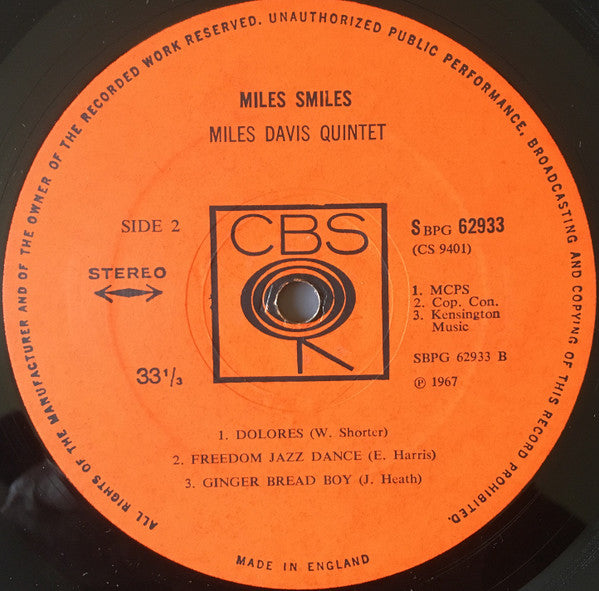 ALL RIGHTS OF THE MANUFACTURER AND OF THE OWNER OF THE RECORDED WORK RESERVED. UNAUTHORIZED PUBLIC PERFORMANCE, BROADCASTING AND COPYING OF THIS RECORD PROHIBITED.
MILES SMILES
MILES DAVIS QUINTET
SIDE 2
STEREO
33 1/3
CBS
S BPG 62933
(CS 9401)
1. MCPS
2. Cop. Con.
3. Kensington
Music
SBPG 62933 B
℗ 1967
1. DOLORES (W. Shorter)
2. FREEDOM JAZZ DANCE (E. Harris)
3. GINGER BREAD BOY (J. Heath)
MADE IN ENGLAND